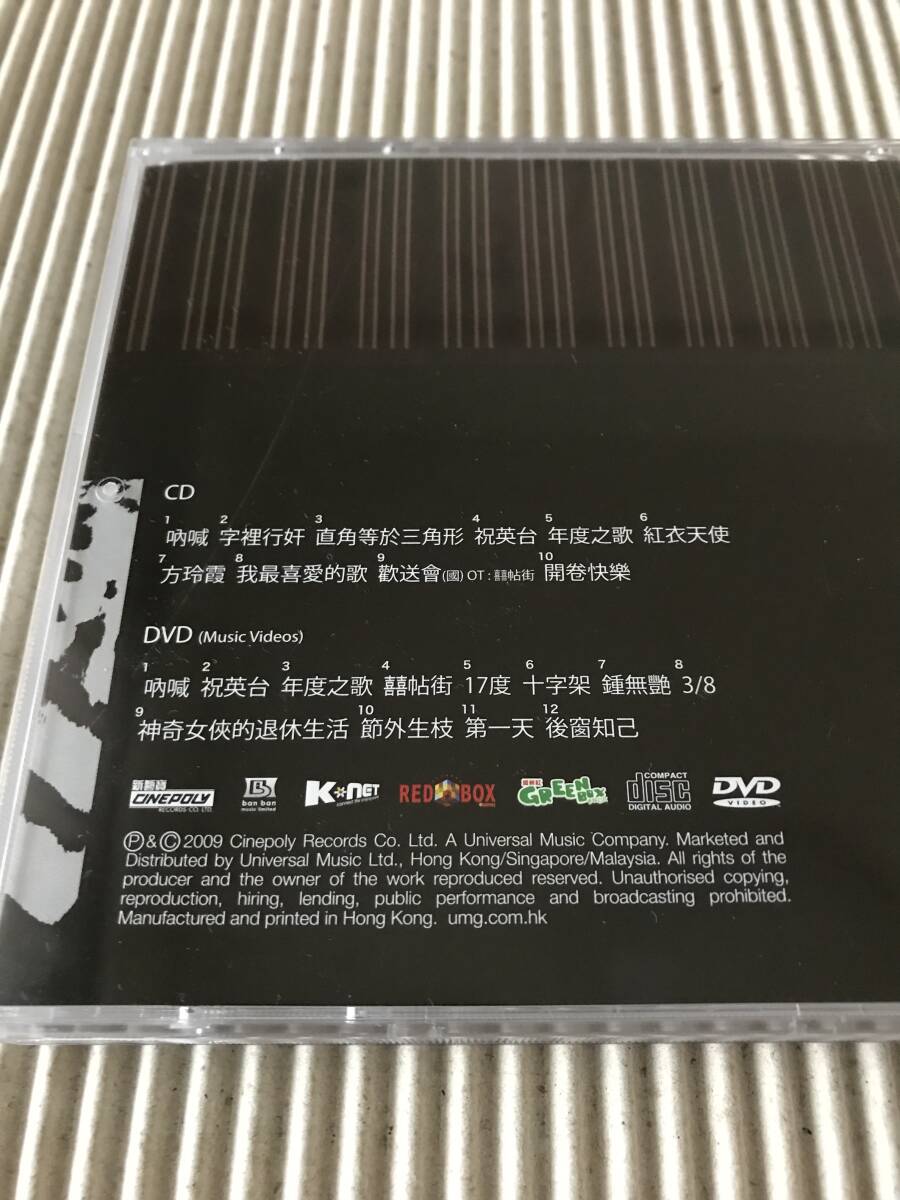 CD
1 吶喊 2 字裡行奸 3 直角等於三角形 4 祝英台 5 年度之歌 6 紅衣天使
7 方玲霞 8 我最喜愛的歌 9 歡送會(國) OT : 囍帖街 10 開卷快樂
DVD (Music Videos)
1 吶喊 2 祝英台 3 年度之歌 4 囍帖街 5 17度 6 十字架 7 鍾無艷 8 3/8
9 神奇女俠的退休生活 10 節外生枝 11 第一天 12 後窗知己
新藝寶 CINEPOLY RECORDS CO. LTD. BB ban ban music limited K★NET RED BOX GREEN BOX COMPACT disc DIGITAL AUDIO DVD VIDEO
Ⓟ&Ⓒ2009 Cinepoly Records Co. Ltd. A Universal Music Company. Marketed and
Distributed by Universal Music Ltd., Hong Kong/Singapore/Malaysia. All rights of the
producer and the owner of the work reproduced reserved. Unauthorised copying,
reproduction, hiring, lending, public performance and broadcasting prohibited.
Manufactured and printed in Hong Kong. umg.com.hk